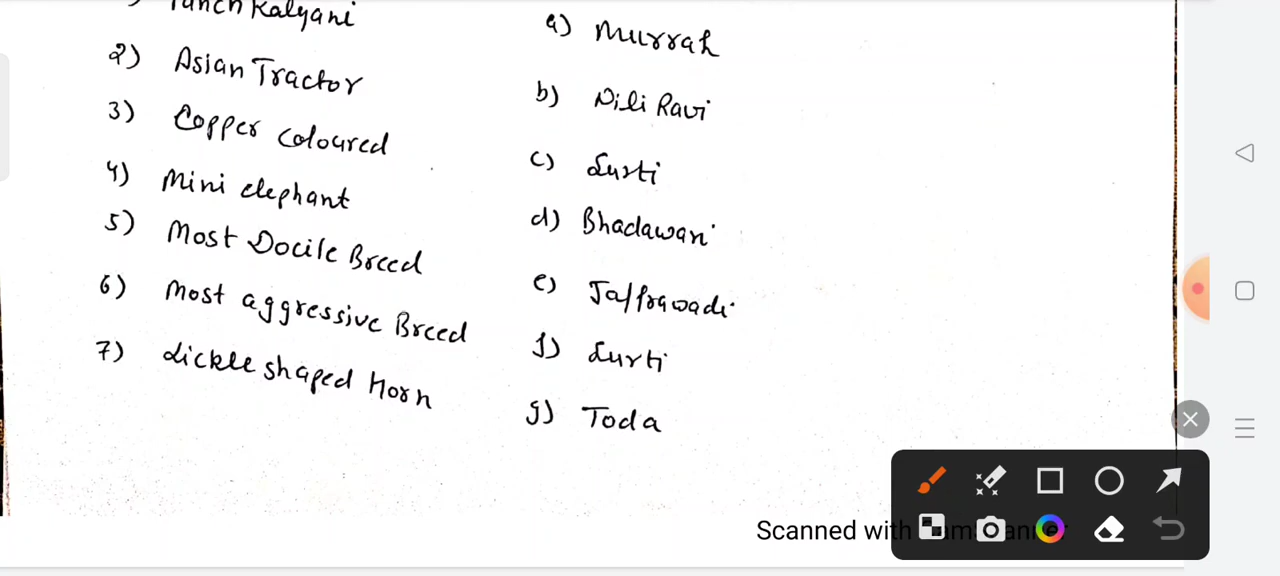 Panch Kalyani
a) Murrah
2) Asian Tractor
b) Nili Ravi
3) Copper coloured
c) Surti
4) Mini elephant
d) Bhadawari
5) Most Docile Breed
e) Jaffrawadi
6) Most aggressive Breed
f) Surti
7) Sickle shaped Horn
g) Toda
Scanned with